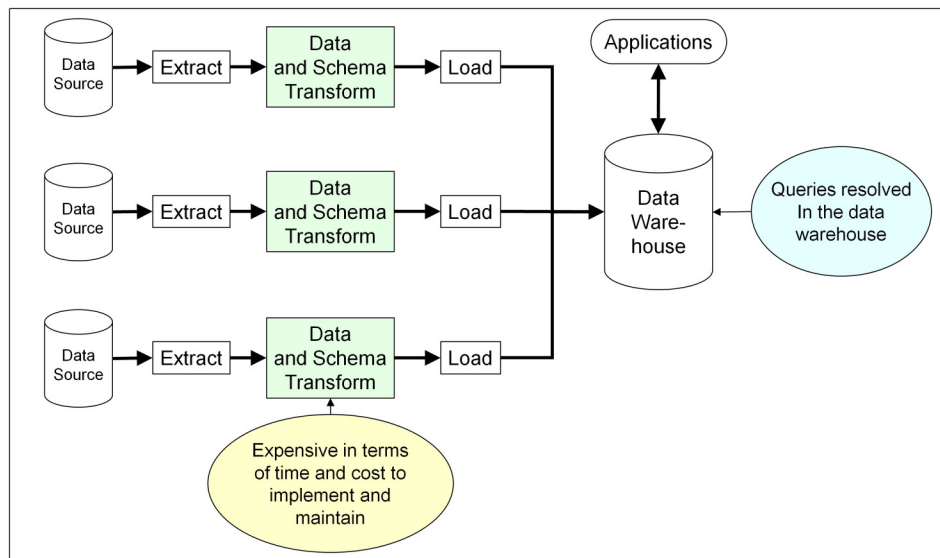 Data
Source
Extract
Data
and Schema
Transform
Load
Applications
Data
Source
Extract
Data
and Schema
Transform
Load
Data
Ware-
house
Queries resolved
In the data
warehouse
Data
Source
Extract
Data
and Schema
Transform
Load
Expensive in terms
of time and cost to
implement and
maintain